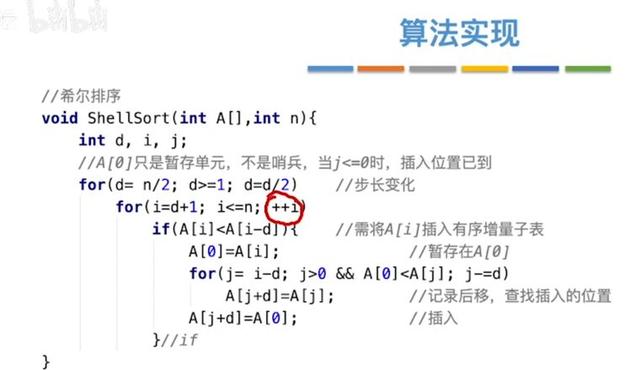 bilibili
算法实现
//希尔排序
void ShellSort(int A[],int n){
int d, i, j;
//A[0]只是暂存单元，不是哨兵，当j<=0时，插入位置已到
for(d= n/2; d>=1; d=d/2) //步长变化
for(i=d+1; i<=n; ++i)
if(A[i]<A[i-d]){ //需将A[i]插入有序增量子表
A[0]=A[i]; //暂存在A[0]
for(j= i-d; j>0 && A[0]<A[j]; j-=d)
A[j+d]=A[j]; //记录后移，查找插入的位置
A[j+d]=A[0]; //插入
}//if
}